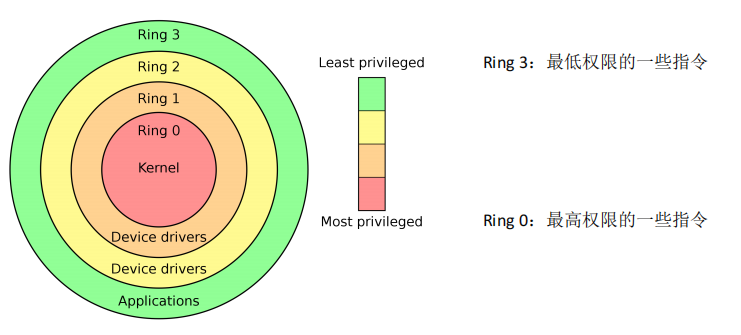 Ring 3
Ring 2
Ring 1
Ring 0
Kernel
Device drivers
Device drivers
Applications
Least privileged
Most privileged
Ring 3：最低权限的一些指令
Ring 0：最高权限的一些指令